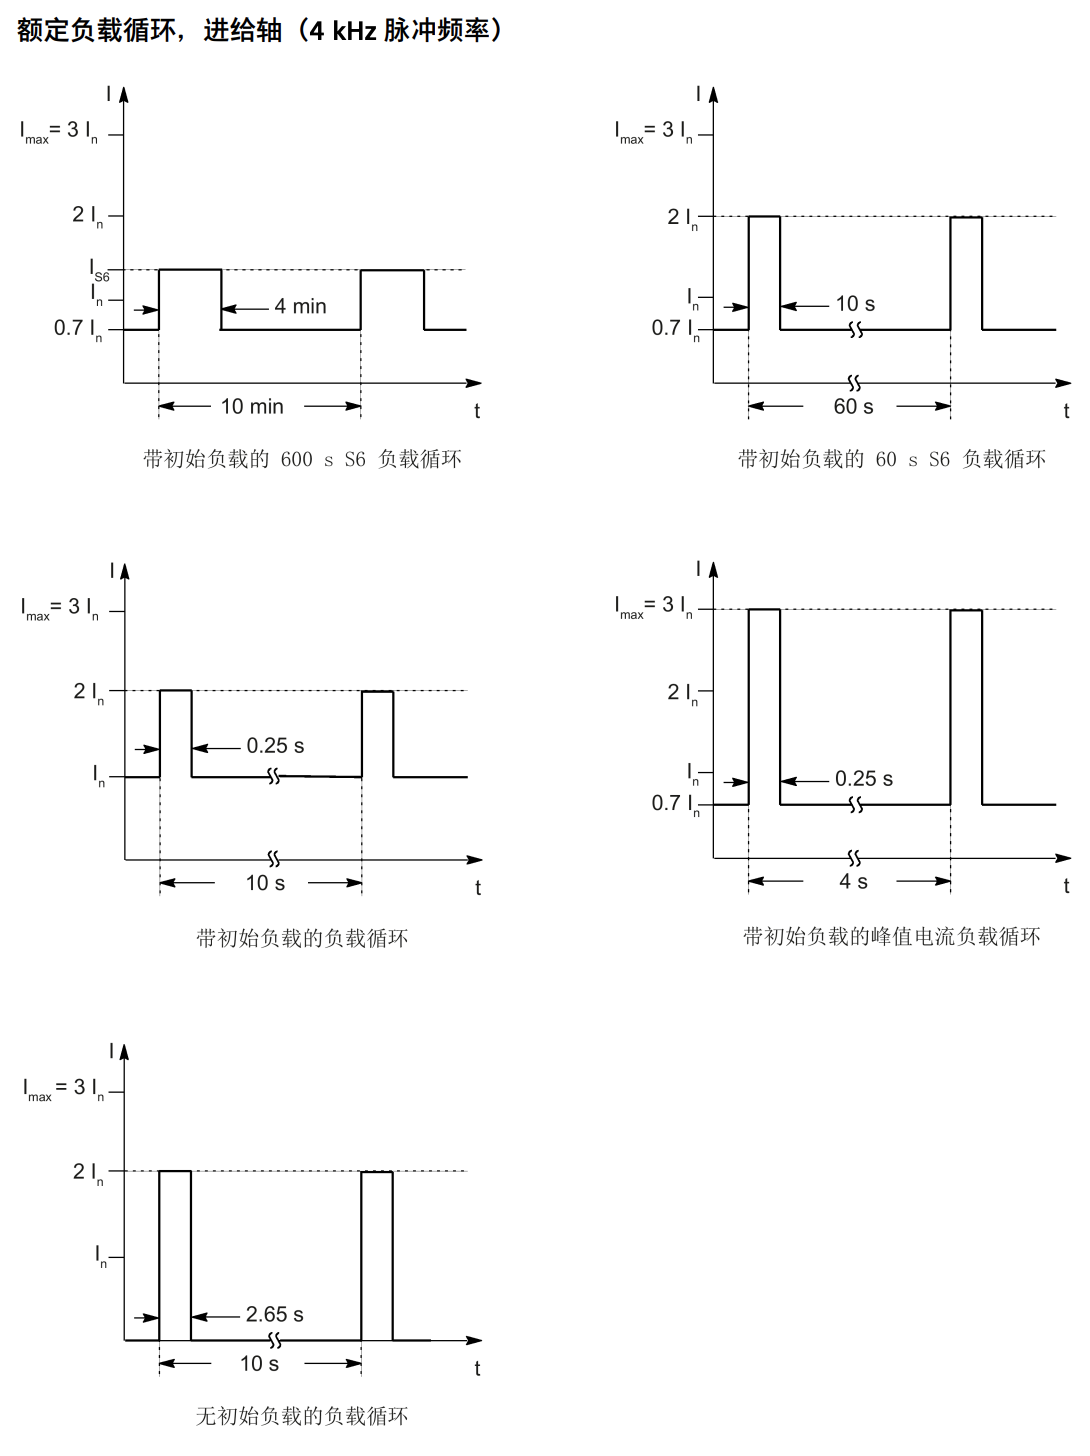 额定负载循环，进给轴（4 kHz 脉冲频率）
I
Imax= 3 In
2 In
IS6
In
0.7 In
4 min
10 min
t
带初始负载的 600 s S6 负载循环
I
Imax= 3 In
2 In
In
0.7 In
10 s
60 s
t
带初始负载的 60 s S6 负载循环
I
Imax= 3 In
2 In
In
0.25 s
10 s
t
带初始负载的负载循环
I
Imax= 3 In
2 In
In
0.7 In
0.25 s
4 s
t
带初始负载的峰值电流负载循环
I
Imax = 3 In
2 In
In
2.65 s
10 s
t
无初始负载的负载循环